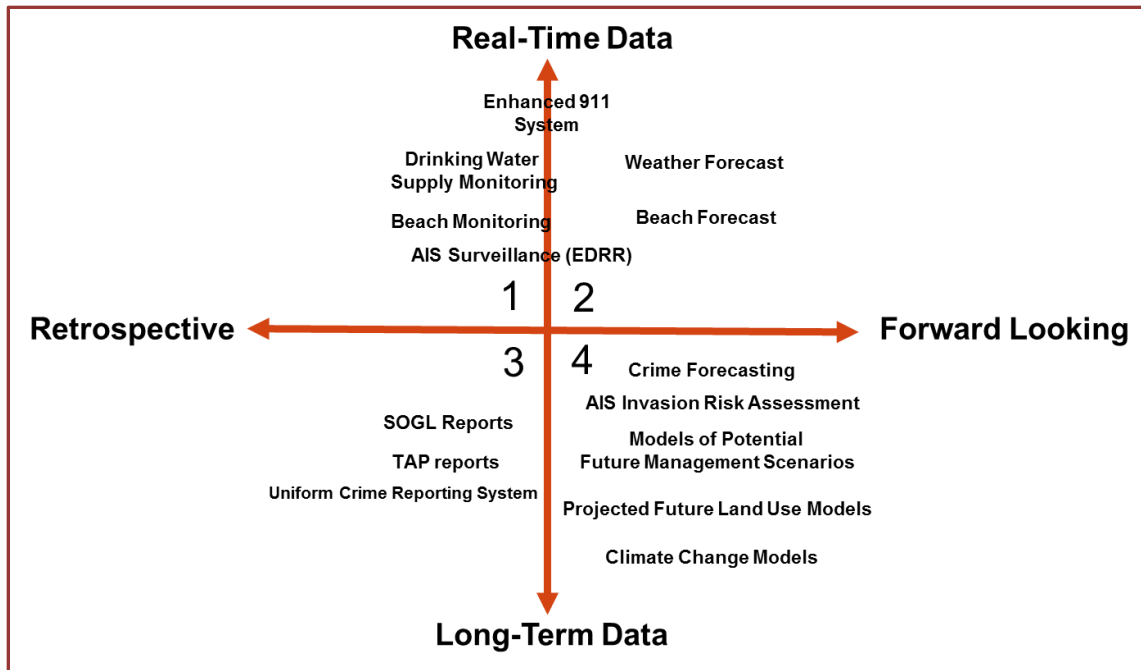 Real-Time Data
Enhanced 911
System
Drinking Water
Supply Monitoring
Weather Forecast
Beach Monitoring
Beach Forecast
AIS Surveillance (EDRR)
1
2
Retrospective
Forward Looking
3
4
Crime Forecasting
AIS Invasion Risk Assessment
SOGL Reports
Models of Potential
Future Management Scenarios
TAP reports
Uniform Crime Reporting System
Projected Future Land Use Models
Climate Change Models
Long-Term Data